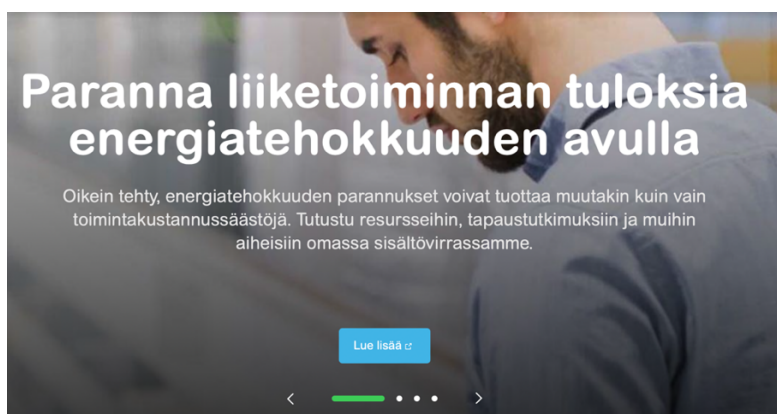 Paranna liiketoiminnan tuloksia
energiatehokkuuden avulla
Oikein tehty, energiatehokkuuden parannukset voivat tuottaa muutakin kuin vain
toimintakustannussäästöjä. Tutustu resursseihin, tapaustutkimuksiin ja muihin
aiheisiin omassa sisältövirrassamme.
Lue lisää